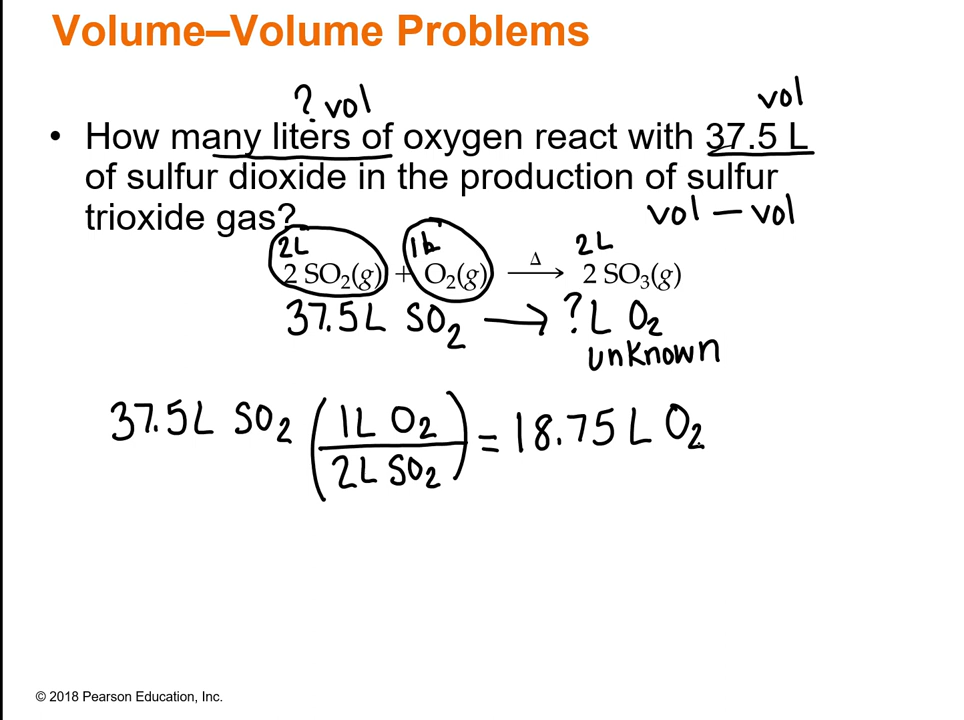 Volume–Volume Problems
? vol
vol
• How many liters of oxygen react with 37.5 L
of sulfur dioxide in the production of sulfur
trioxide gas?
vol – vol
2L 1L 2L
2 SO₂(g) + O₂(g) —Δ→ 2 SO₃(g)
37.5L SO₂ → ? L O₂
unknown
37.5L SO₂ (1L O₂ / 2L SO₂) = 18.75 L O₂
© 2018 Pearson Education, Inc.